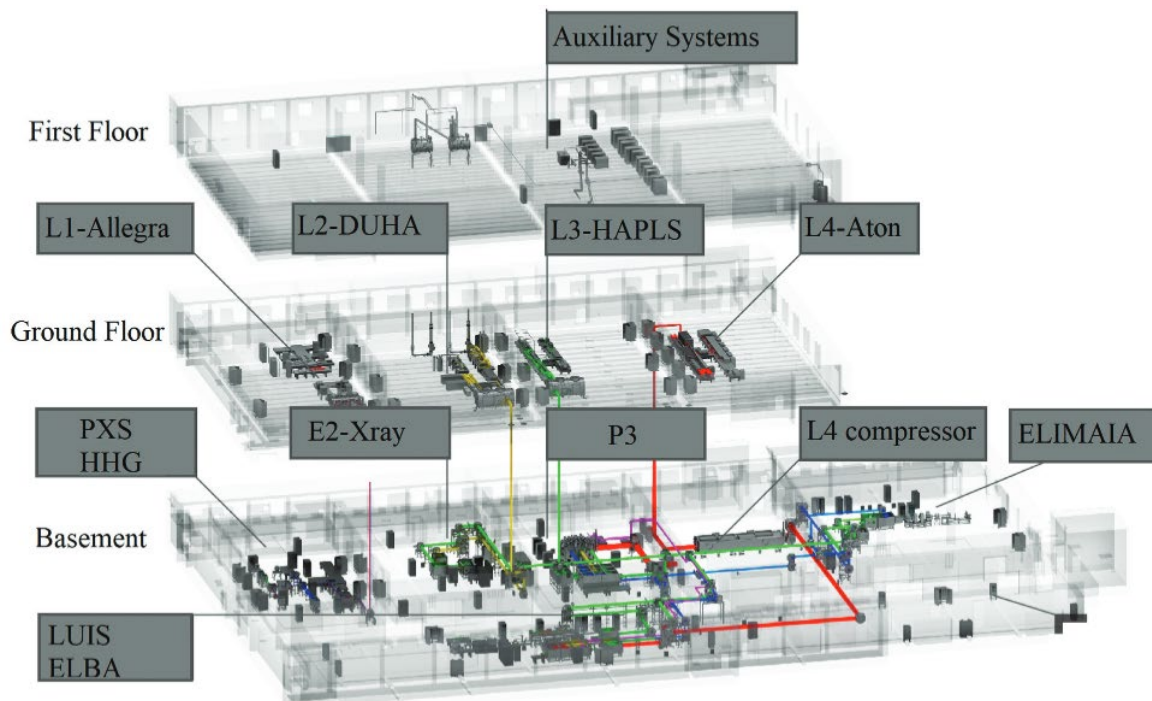 Auxiliary Systems
First Floor
L1-Allegra
L2-DUHA
L3-HAPLS
L4-Aton
Ground Floor
PXS
HHG
E2-Xray
P3
L4 compressor
ELIMAIA
Basement
LUIS
ELBA